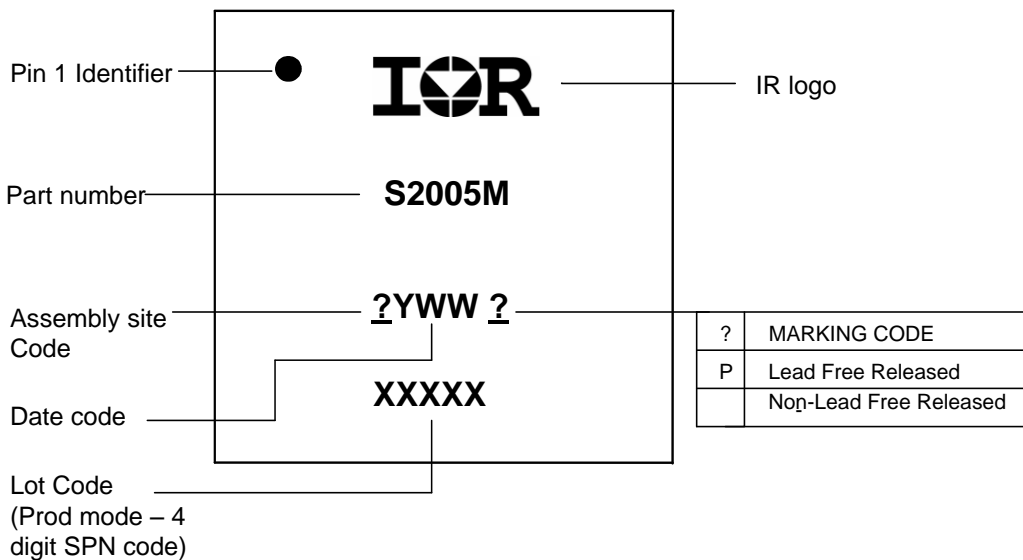 Pin 1 Identifier
IOR
IR logo
Part number
S2005M
Assembly site
Code
?YWW ?
? MARKING CODE
P Lead Free Released
Non-Lead Free Released
Date code
XXXXX
Lot Code
(Prod mode – 4
digit SPN code)